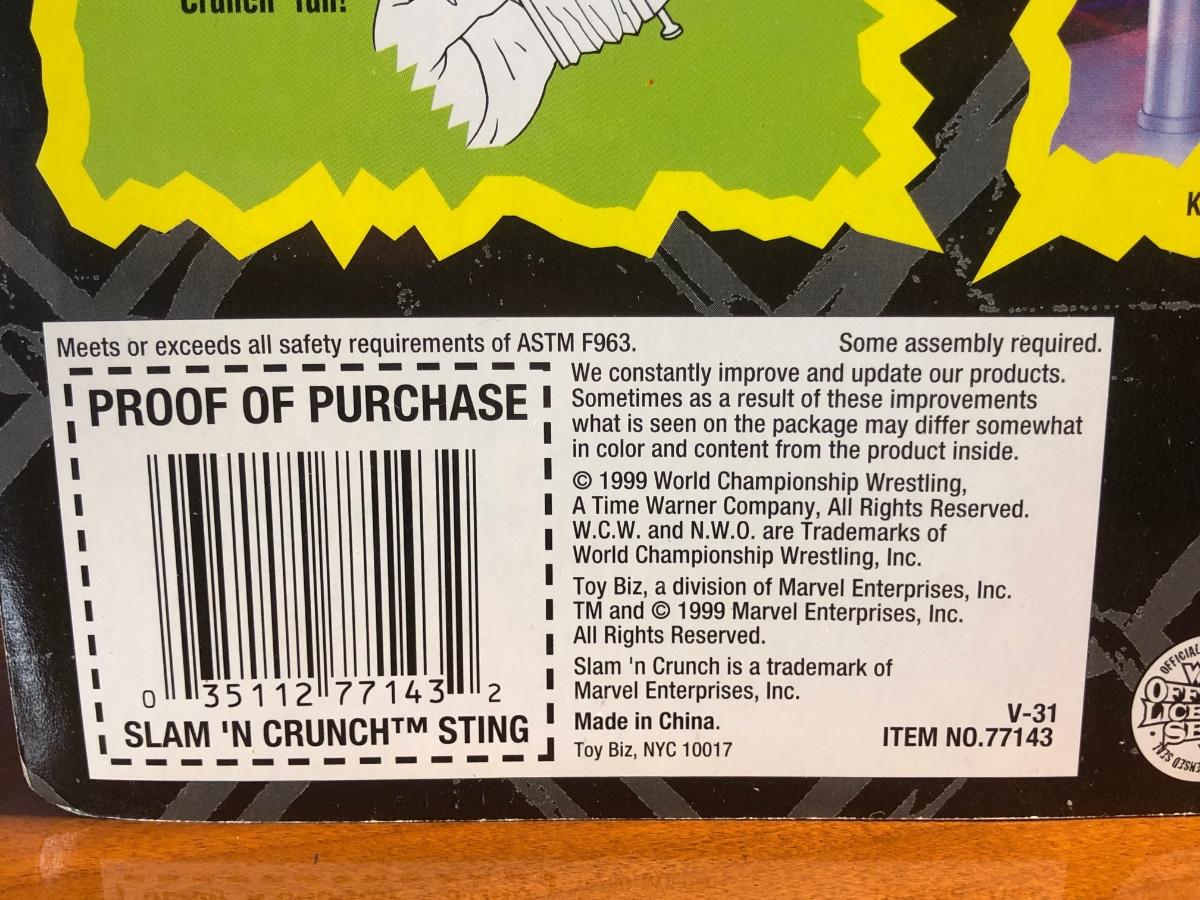 Crunch" fun!
K
Meets or exceeds all safety requirements of ASTM F963.
Some assembly required.
PROOF OF PURCHASE
0 35112 77143 2
SLAM 'N CRUNCH™ STING
We constantly improve and update our products.
Sometimes as a result of these improvements
what is seen on the package may differ somewhat
in color and content from the product inside.
© 1999 World Championship Wrestling,
A Time Warner Company, All Rights Reserved.
W.C.W. and N.W.O. are Trademarks of
World Championship Wrestling, Inc.
Toy Biz, a division of Marvel Enterprises, Inc.
TM and © 1999 Marvel Enterprises, Inc.
All Rights Reserved.
Slam 'n Crunch is a trademark of
Marvel Enterprises, Inc.
Made in China.
Toy Biz, NYC 10017
V-31
ITEM NO.77143
OFFICIAL